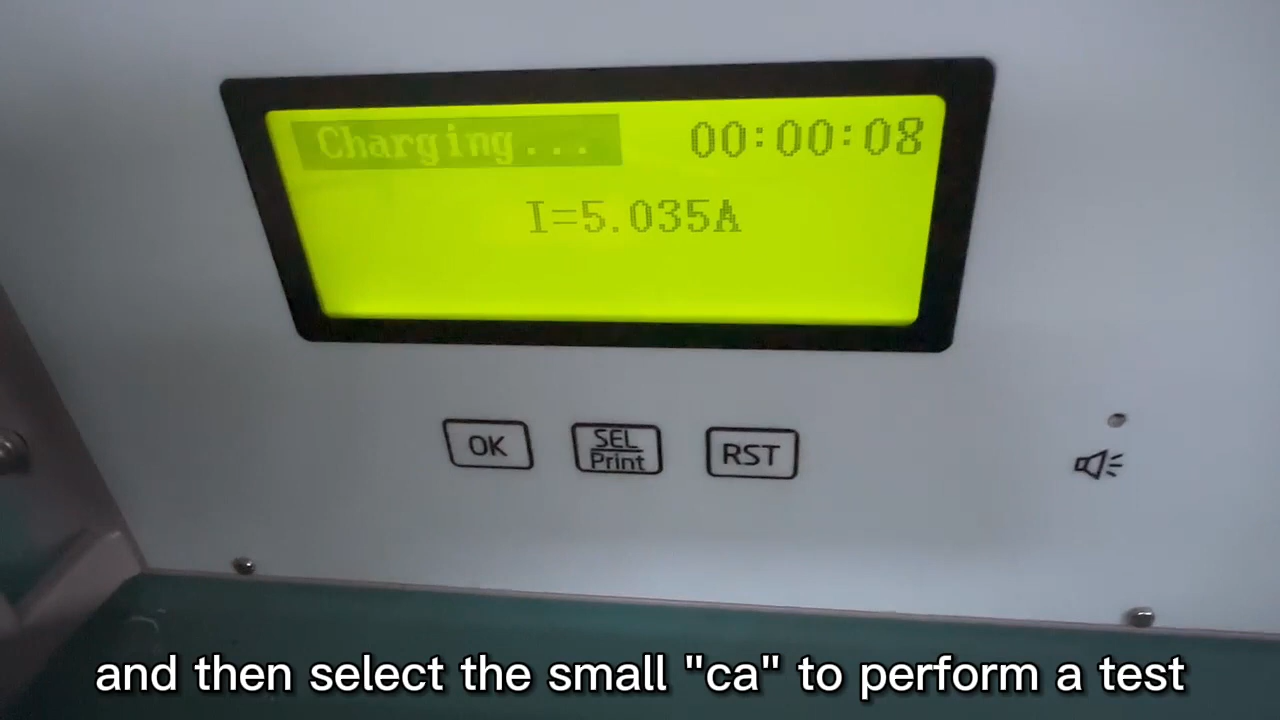 Charging... 00:00:08
I=5.035A
OK SEL Print RST
and then select the small "ca" to perform a test